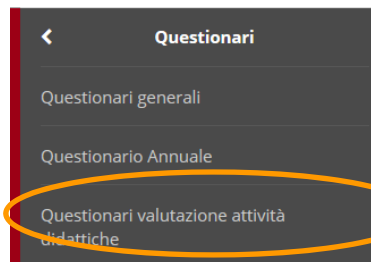 Questionari
Questionari generali
Questionario Annuale
Questionari valutazione attività
didattiche